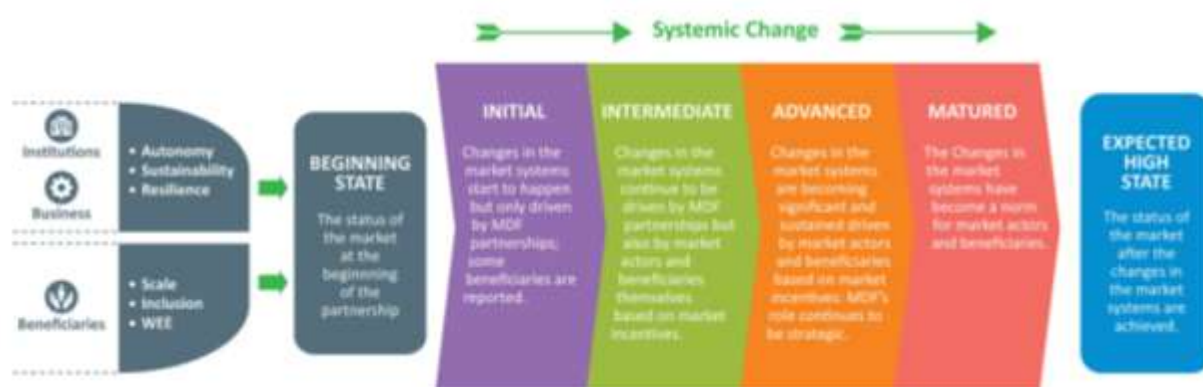 Systemic Change
Institutions
Business
• Autonomy
• Sustainability
• Resilience
Beneficiaries
• Scale
• Inclusion
• WEE
BEGINNING
STATE
The status of
the market
at the
beginnning
of the
partnership
INITIAL
Changes in the
market systems
start to happen
but only driven
by MDF
partnerships;
some
beneficiaries are
reported.
INTERMEDIATE
Changes in the
market systems
continue to be
driven by MDF
partnerships but
also by market
actors and
beneficiaries
themselves
based on market
incentives.
ADVANCED
Changes in the
market systems
are becoming
significant and
sustained driven
by market actors
and beneficiaries
based on market
incentives. MDF's
role continues to
be strategic.
MATURED
The Changes in
the market
systems have
become a norm
for market actors
and beneficiaries.
EXPECTED
HIGH
STATE
The status of
the market
after the
changes in
the market
systems are
achieved.